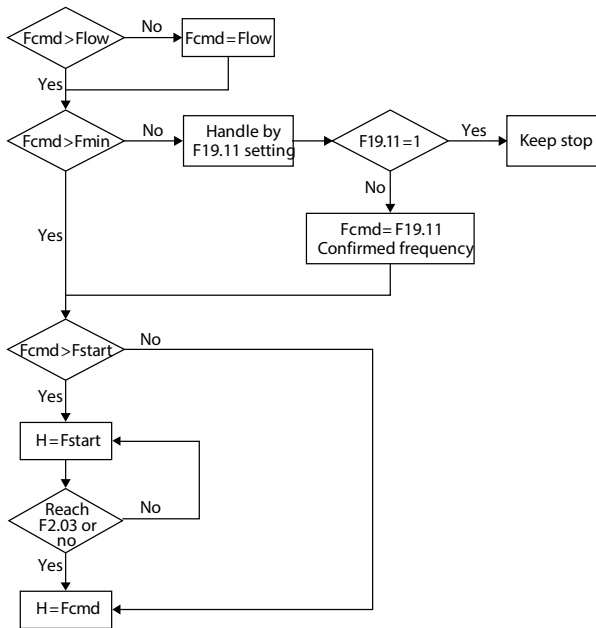 Fcmd>Flow
No
Fcmd=Flow
Yes
Fcmd>Fmin
No
Handle by
F19.11 setting
F19.11=1
Yes
Keep stop
No
Yes
Fcmd=F19.11
Confirmed frequency
Fcmd>Fstart
No
Yes
H=Fstart
Reach
F2.03 or
no
No
Yes
H=Fcmd